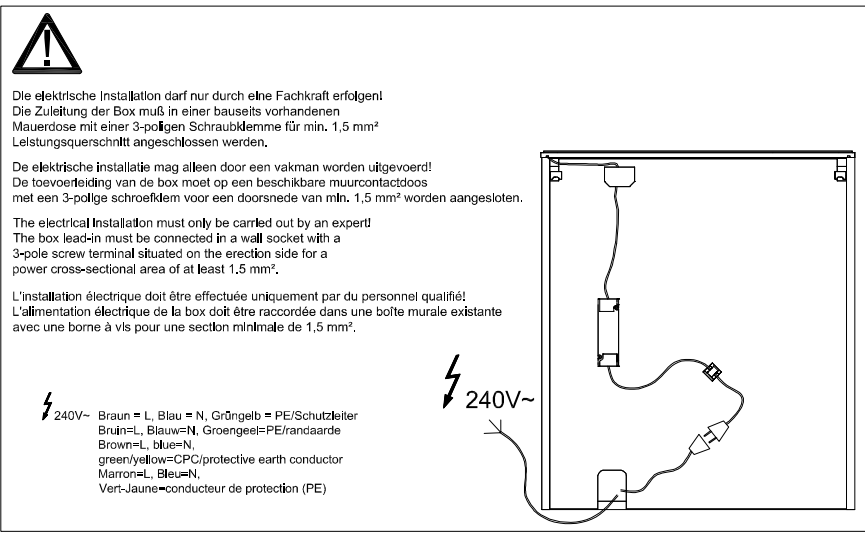 Die elektrische Installation darf nur durch eine Fachkraft erfolgen!
Die Zuleitung der Box muß in einer bauseits vorhandenen
Mauerdose mit einer 3-poligen Schraubklemme für min. 1,5 mm²
Leistungsquerschnitt angeschlossen werden.
De elektrische installatie mag alleen door een vakman worden uitgevoerd!
De toevoerleiding van de box moet op een beschikbare muurcontactdoos
met een 3-polige schroefklem voor een doorsnede van min. 1,5 mm² worden aangesloten.
The electrical installation must only be carried out by an expert!
The box lead-in must be connected in a wall socket with a
3-pole screw terminal situated on the erection side for a
power cross-sectional area of at least 1.5 mm².
L'installation électrique doit être effectuée uniquement par du personnel qualifié!
L'alimentation électrique de la box doit être raccordée dans une boîte murale existante
avec une borne à vis pour une section minimale de 1,5 mm².
240V~ Braun = L, Blau = N, Grüngelb = PE/Schutzleiter
Bruin=L, Blauw=N, Groengeel=PE/randaarde
Brown=L, blue=N,
green/yellow=CPC/protective earth conductor
Marron=L, Bleu=N,
Vert-Jaune=conducteur de protection (PE)
240V~